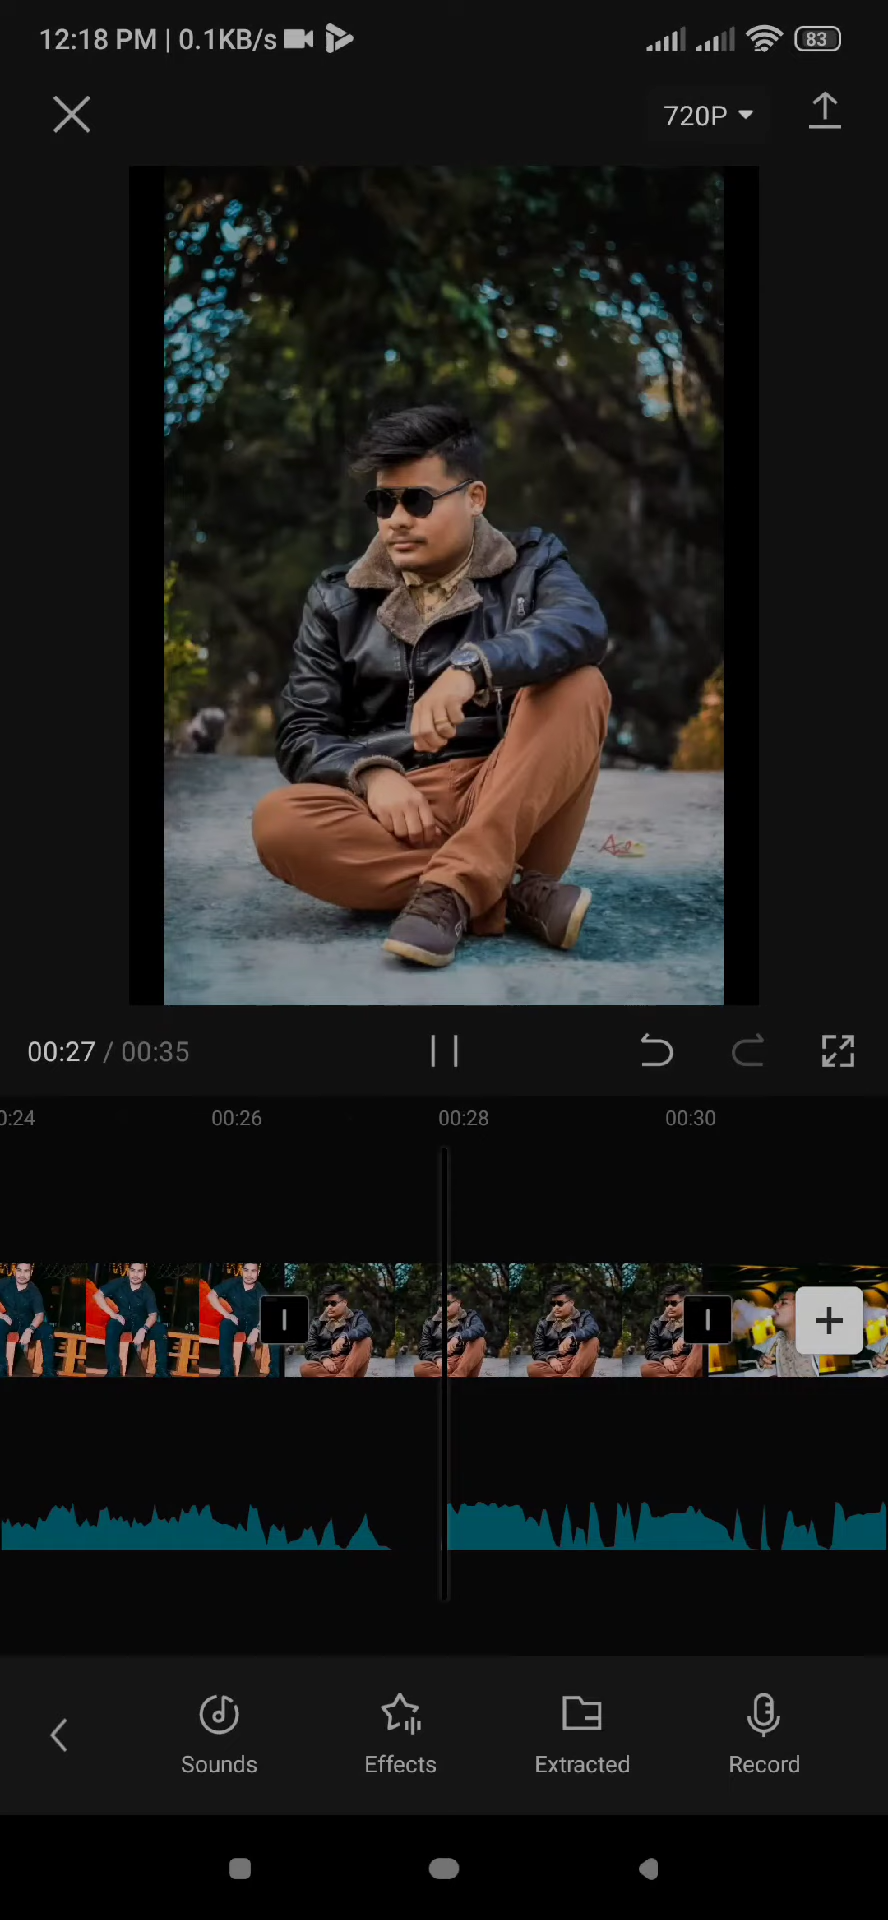 12:18 PM | 0.1KB/s 83
720P
00:27 / 00:35
0:24 00:26 00:28 00:30
Sounds Effects Extracted Record